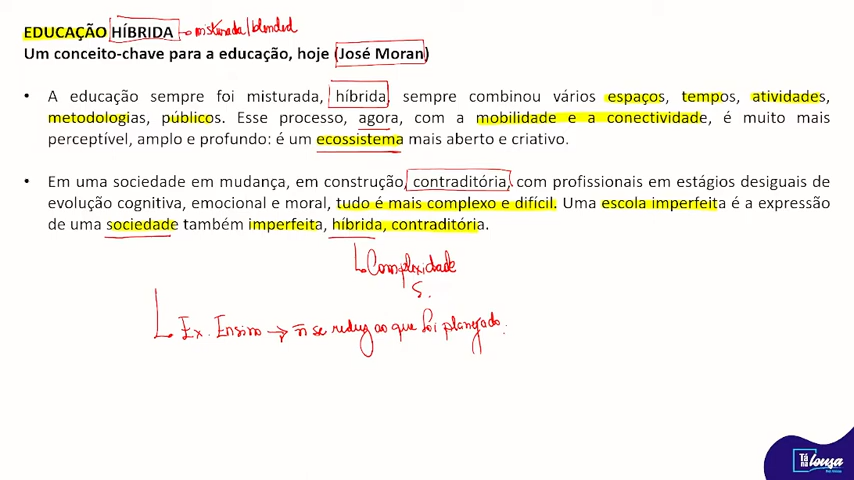 EDUCAÇÃO HÍBRIDA → misturada/blended
Um conceito-chave para a educação, hoje (José Moran)
• A educação sempre foi misturada, híbrida, sempre combinou vários espaços, tempos, atividades,
metodologias, públicos. Esse processo, agora, com a mobilidade e a conectividade, é muito mais
perceptível, amplo e profundo: é um ecossistema mais aberto e criativo.
• Em uma sociedade em mudança, em construção, contraditória, com profissionais em estágios desiguais de
evolução cognitiva, emocional e moral, tudo é mais complexo e difícil. Uma escola imperfeita é a expressão
de uma sociedade também imperfeita, híbrida, contraditória.
Complexidade
S.
Ex. Ensino → ñ se reduz ao que foi planejado.
Tá na lousa